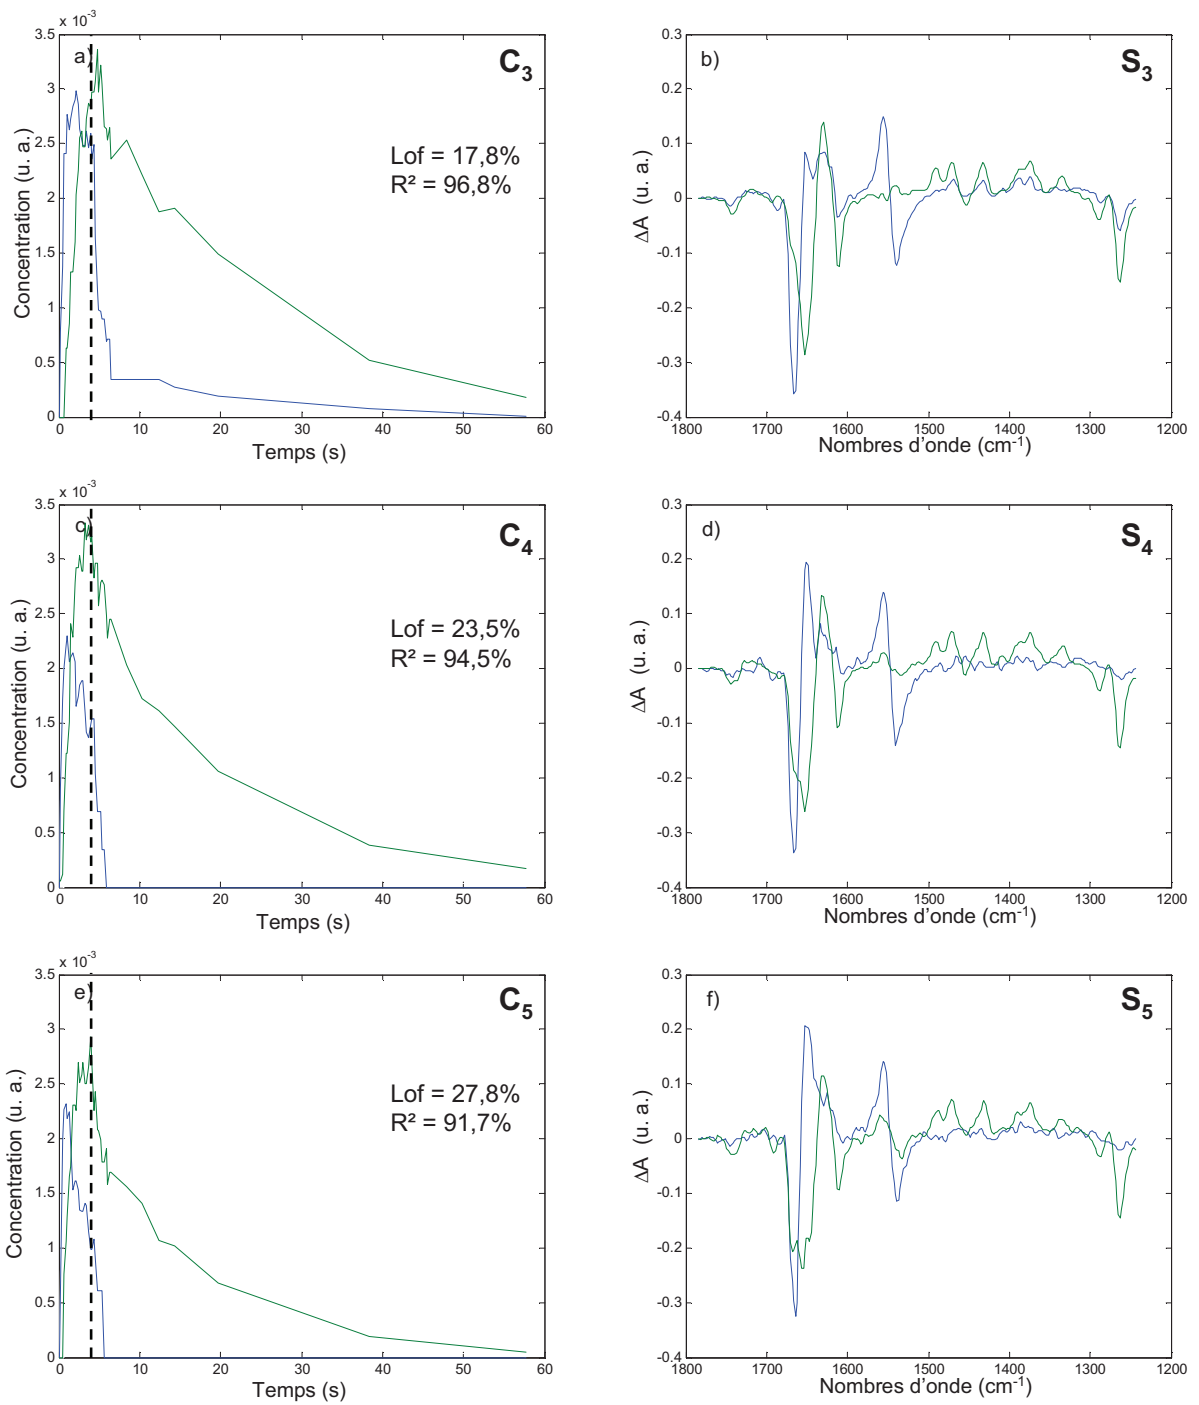 x 10⁻³
3.5
3
2.5
2
1.5
1
0.5
0
0 10 20 30 40 50 60
Concentration (u. a.)
Temps (s)
a)
C₃
Lof = 17,8%
R² = 96,8%
0.3
0.2
0.1
0
-0.1
-0.2
-0.3
-0.4
1800 1700 1600 1500 1400 1300 1200
ΔA (u. a.)
Nombres d'onde (cm⁻¹)
b)
S₃
x 10⁻³
3.5
3
2.5
2
1.5
1
0.5
0
0 10 20 30 40 50 60
Concentration (u. a.)
Temps (s)
c)
C₄
Lof = 23,5%
R² = 94,5%
0.3
0.2
0.1
0
-0.1
-0.2
-0.3
-0.4
1800 1700 1600 1500 1400 1300 1200
ΔA (u. a.)
Nombres d'onde (cm⁻¹)
d)
S₄
x 10⁻³
3.5
3
2.5
2
1.5
1
0.5
0
0 10 20 30 40 50 60
Concentration (u. a.)
Temps (s)
e)
C₅
Lof = 27,8%
R² = 91,7%
0.3
0.2
0.1
0
-0.1
-0.2
-0.3
-0.4
1800 1700 1600 1500 1400 1300 1200
ΔA (u. a.)
Nombres d'onde (cm⁻¹)
f)
S₅